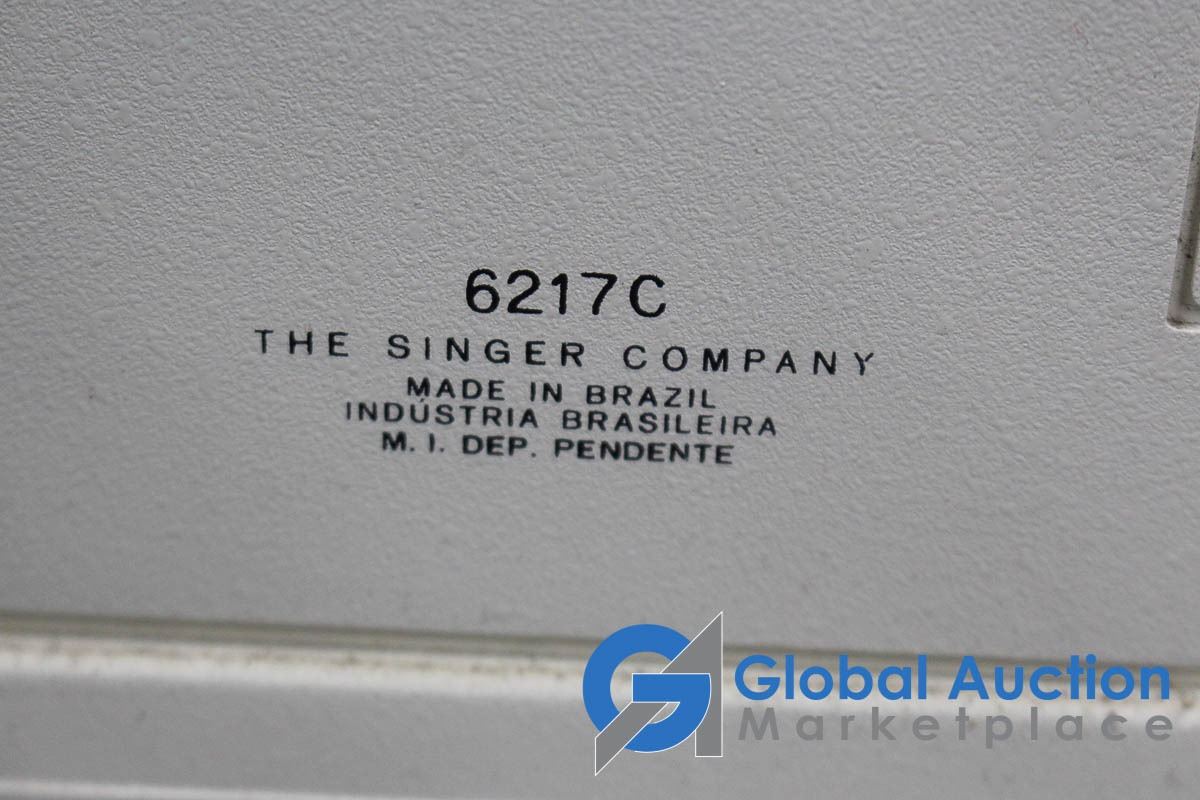 6217C
THE SINGER COMPANY
MADE IN BRAZIL
INDÚSTRIA BRASILEIRA
M. I. DEP. PENDENTE
Global Auction
Marketplace